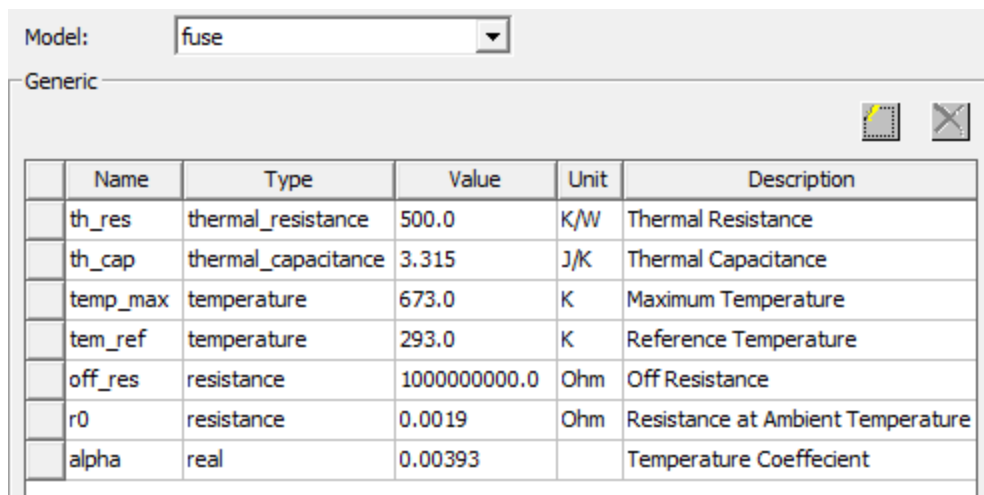 Model: fuse
Generic
Name Type Value Unit Description
th_res thermal_resistance 500.0 K/W Thermal Resistance
th_cap thermal_capacitance 3.315 J/K Thermal Capacitance
temp_max temperature 673.0 K Maximum Temperature
tem_ref temperature 293.0 K Reference Temperature
off_res resistance 1000000000.0 Ohm Off Resistance
r0 resistance 0.0019 Ohm Resistance at Ambient Temperature
alpha real 0.00393 Temperature Coeffecient